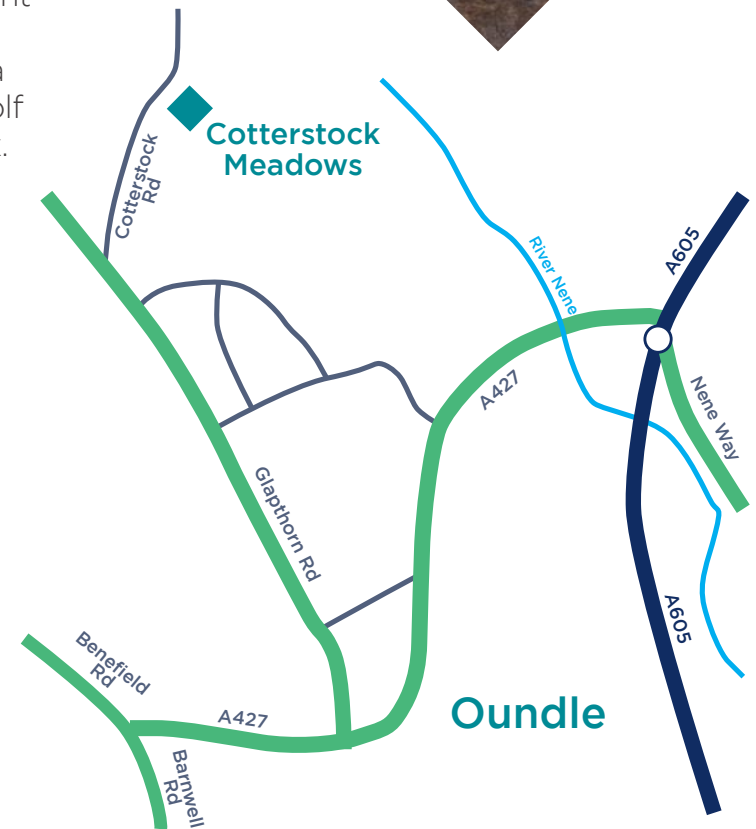 Cotterstock
Meadows
Cotterstock
Rd
A605
River Nene
A427
Nene Way
Glapthorn Rd
A605
Benefield
Rd
A427
Oundle
Barnwell
Rd